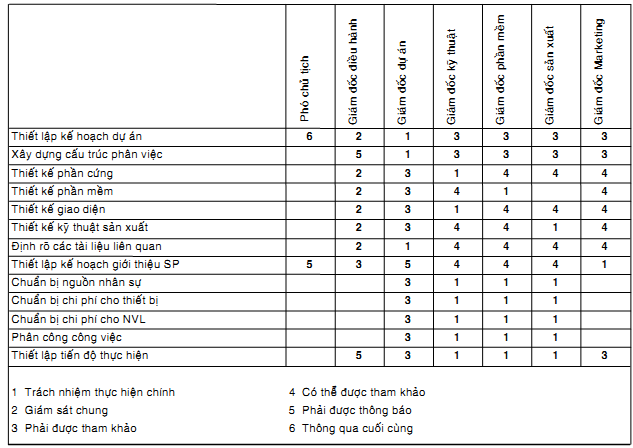 Phó chủ tịch
Giám đốc điều hành
Giám đốc dự án
Giám đốc kỹ thuật
Giám đốc phần mềm
Giám đốc sản xuất
Giám đốc Marketing
Thiết lập kế hoạch dự án 6 2 1 3 3 3 3
Xây dựng cấu trúc phân việc 5 1 3 3 3 3
Thiết kế phần cứng 2 3 1 4 4 4
Thiết kế phần mềm 2 3 4 1 4
Thiết kế giao diện 2 3 1 4 4 4
Thiết kế kỹ thuật sản xuất 2 3 4 4 1 4
Định rõ các tài liệu liên quan 2 1 4 4 4 4
Thiết lập kế hoạch giới thiệu SP 5 3 5 4 4 4 1
Chuẩn bị nguồn nhân sự 3 1 1 1
Chuẩn bị chi phí cho thiết bị 3 1 1 1
Chuẩn bị chi phí cho NVL 3 1 1 1
Phân công công việc 3 1 1 1
Thiết lập tiến độ thực hiện 5 3 1 1 1 3
1 Trách nhiệm thực hiện chính 4 Có thể được tham khảo
2 Giám sát chung 5 Phải được thông báo
3 Phải được tham khảo 6 Thông qua cuối cùng